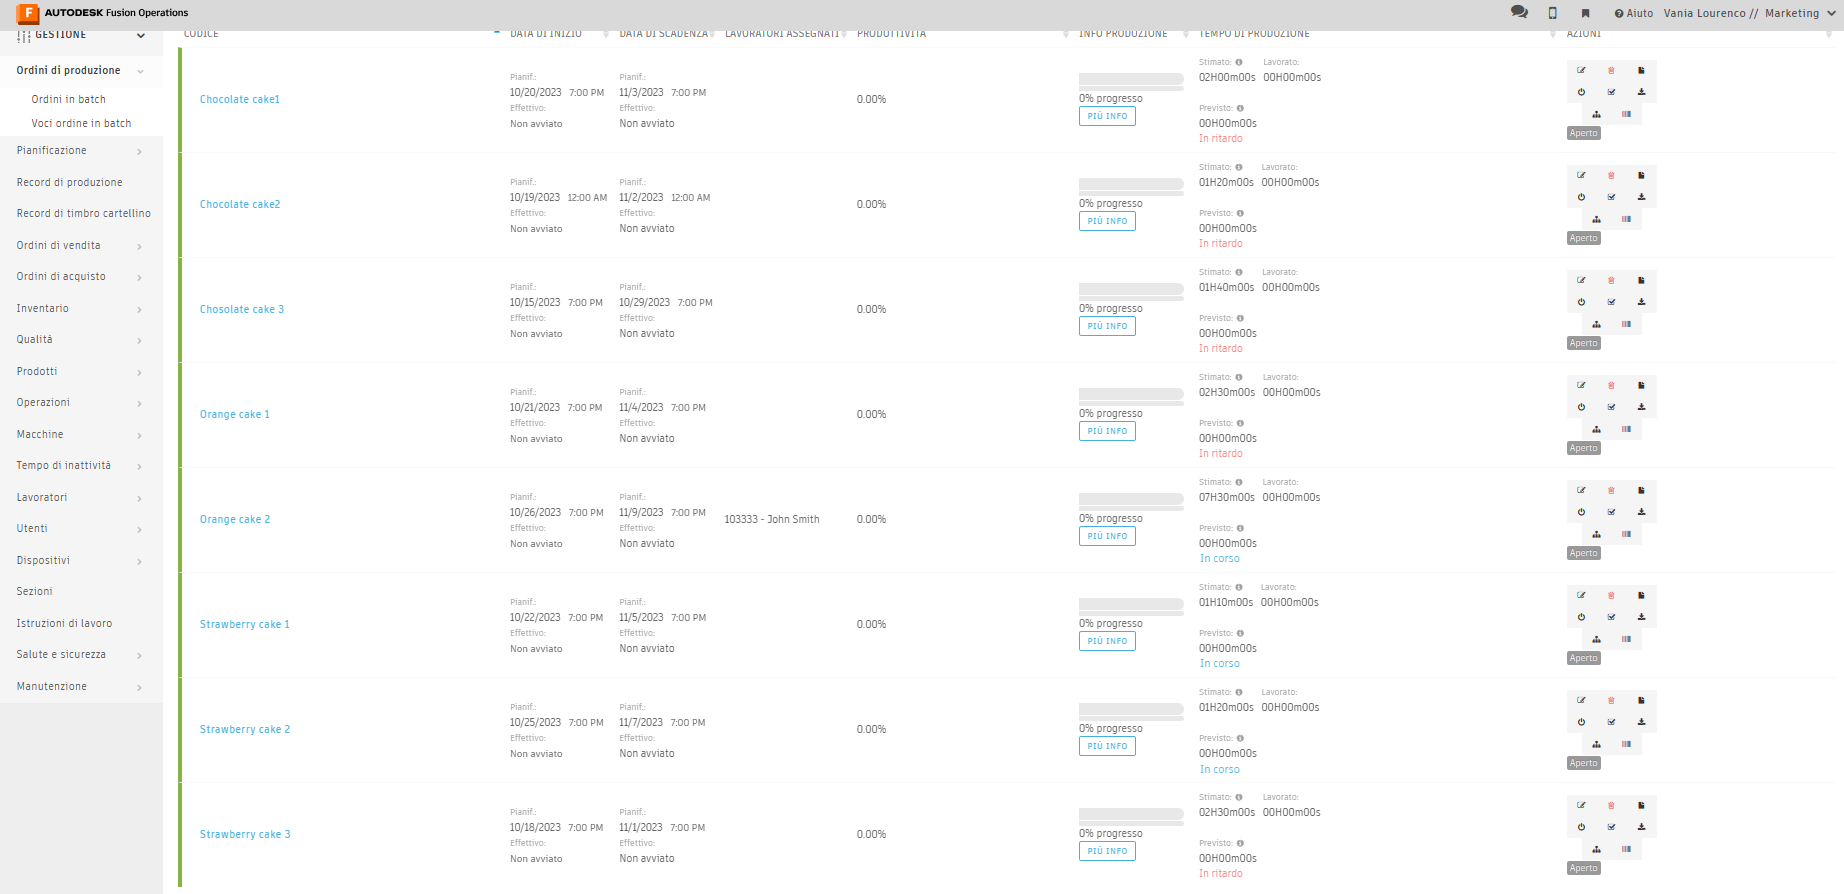 AUTODESK Fusion Operations
Aiuto Vania Lourenco // Marketing
GESTIONE
Ordini di produzione
Ordini in batch
Voci ordine in batch
Pianificazione
Record di produzione
Record di timbro cartellino
Ordini di vendita
Ordini di acquisto
Inventario
Qualità
Prodotti
Operazioni
Macchine
Tempo di inattività
Lavoratori
Utenti
Dispositivi
Sezioni
Istruzioni di lavoro
Salute e sicurezza
Manutenzione
CODICE DATA DI INIZIO DATA DI SCADENZA LAVORATORI ASSEGNATI PRODUTTIVITÀ INFO PRODUZIONE TEMPO DI PRODUZIONE AZIONI
Stimato: Lavorato:
Pianif.: Pianif.: 02H00m00s 00H00m00s
10/20/2023 7:00 PM 11/3/2023 7:00 PM
Chocolate cake1 0.00% 0% progresso
Effettivo: Effettivo: Previsto:
Non avviato Non avviato PIÙ INFO 00H00m00s
In ritardo Aperto
Stimato: Lavorato:
Pianif.: Pianif.: 01H20m00s 00H00m00s
10/19/2023 12:00 AM 11/2/2023 12:00 AM
Chocolate cake2 0.00% 0% progresso
Effettivo: Effettivo: Previsto:
Non avviato Non avviato PIÙ INFO 00H00m00s
In ritardo Aperto
Stimato: Lavorato:
Pianif.: Pianif.: 01H40m00s 00H00m00s
10/15/2023 7:00 PM 10/29/2023 7:00 PM
Chosolate cake 3 0.00% 0% progresso
Effettivo: Effettivo: Previsto:
Non avviato Non avviato PIÙ INFO 00H00m00s
In ritardo Aperto
Stimato: Lavorato:
Pianif.: Pianif.: 02H30m00s 00H00m00s
10/21/2023 7:00 PM 11/4/2023 7:00 PM
Orange cake 1 0.00% 0% progresso
Effettivo: Effettivo: Previsto:
Non avviato Non avviato PIÙ INFO 00H00m00s
In ritardo Aperto
Stimato: Lavorato:
Pianif.: Pianif.: 07H30m00s 00H00m00s
10/26/2023 7:00 PM 11/9/2023 7:00 PM
Orange cake 2 103333 - John Smith 0.00% 0% progresso
Effettivo: Effettivo: Previsto:
Non avviato Non avviato PIÙ INFO 00H00m00s
In corso Aperto
Stimato: Lavorato:
Pianif.: Pianif.: 01H10m00s 00H00m00s
10/22/2023 7:00 PM 11/5/2023 7:00 PM
Strawberry cake 1 0.00% 0% progresso
Effettivo: Effettivo: Previsto:
Non avviato Non avviato PIÙ INFO 00H00m00s
In corso Aperto
Stimato: Lavorato:
Pianif.: Pianif.: 01H20m00s 00H00m00s
10/25/2023 7:00 PM 11/7/2023 7:00 PM
Strawberry cake 2 0.00% 0% progresso
Effettivo: Effettivo: Previsto:
Non avviato Non avviato PIÙ INFO 00H00m00s
In corso Aperto
Stimato: Lavorato:
Pianif.: Pianif.: 02H30m00s 00H00m00s
10/18/2023 7:00 PM 11/1/2023 7:00 PM
Strawberry cake 3 0.00% 0% progresso
Effettivo: Effettivo: Previsto:
Non avviato Non avviato PIÙ INFO 00H00m00s
In ritardo Aperto